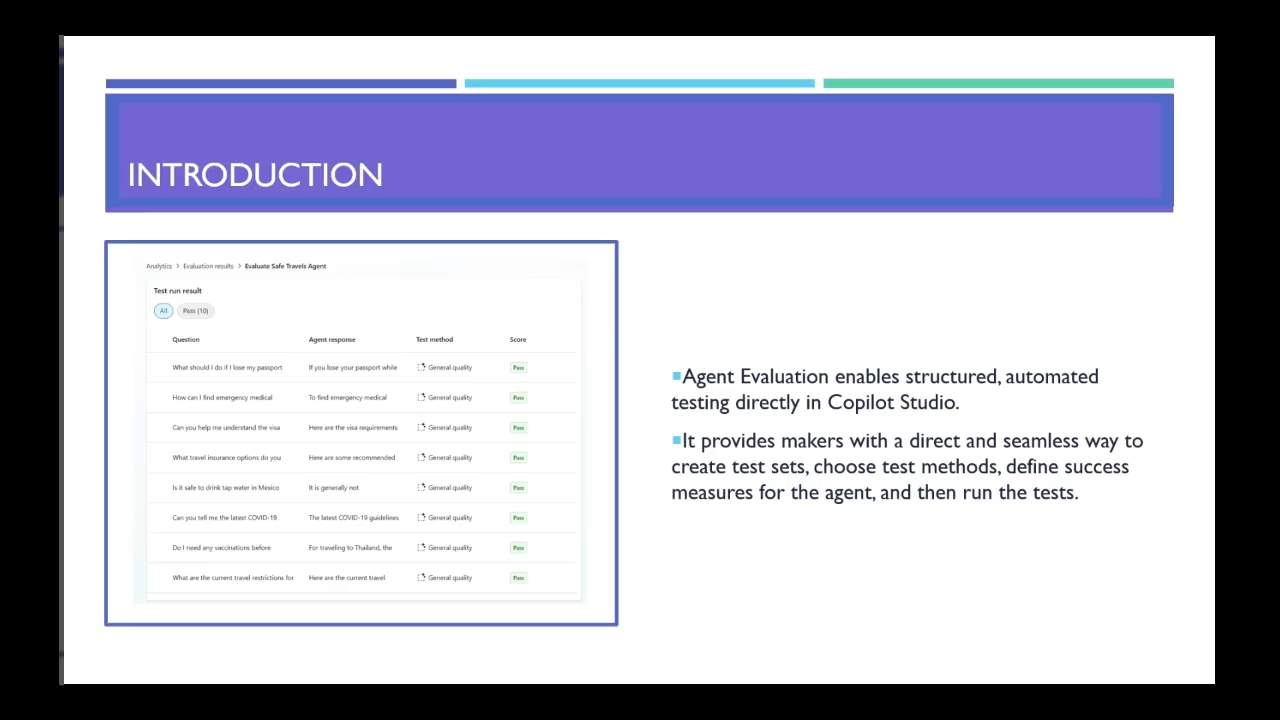 INTRODUCTION
Analytics > Evaluation results > Evaluate Safe Travels Agent
Test run result
All Pass (10)
Question Agent response Test method Score
What should I do if I lose my passport If you lose your passport while General quality Pass
How can I find emergency medical To find emergency medical General quality Pass
Can you help me understand the visa Here are the visa requirements General quality Pass
What travel insurance options do you Here are some recommended General quality Pass
Is it safe to drink tap water in Mexico It is generally not General quality Pass
Can you tell me the latest COVID-19 The latest COVID-19 guidelines General quality Pass
Do I need any vaccinations before For traveling to Thailand, the General quality Pass
What are the current travel restrictions for Here are the current travel General quality Pass
▪Agent Evaluation enables structured, automated
testing directly in Copilot Studio.
▪It provides makers with a direct and seamless way to
create test sets, choose test methods, define success
measures for the agent, and then run the tests.